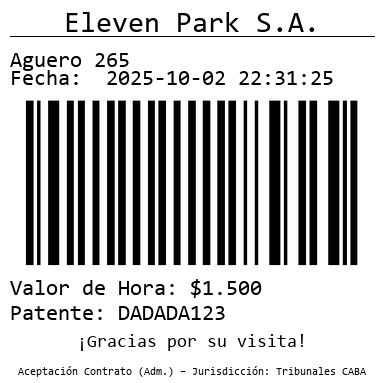 Eleven Park S.A.
Aguero 265
Fecha:  2025-10-02 22:31:25
Valor de Hora: $1.500
Patente: DADADA123
¡Gracias por su visita!
Aceptación Contrato (Adm.) – Jurisdicción: Tribunales CABA